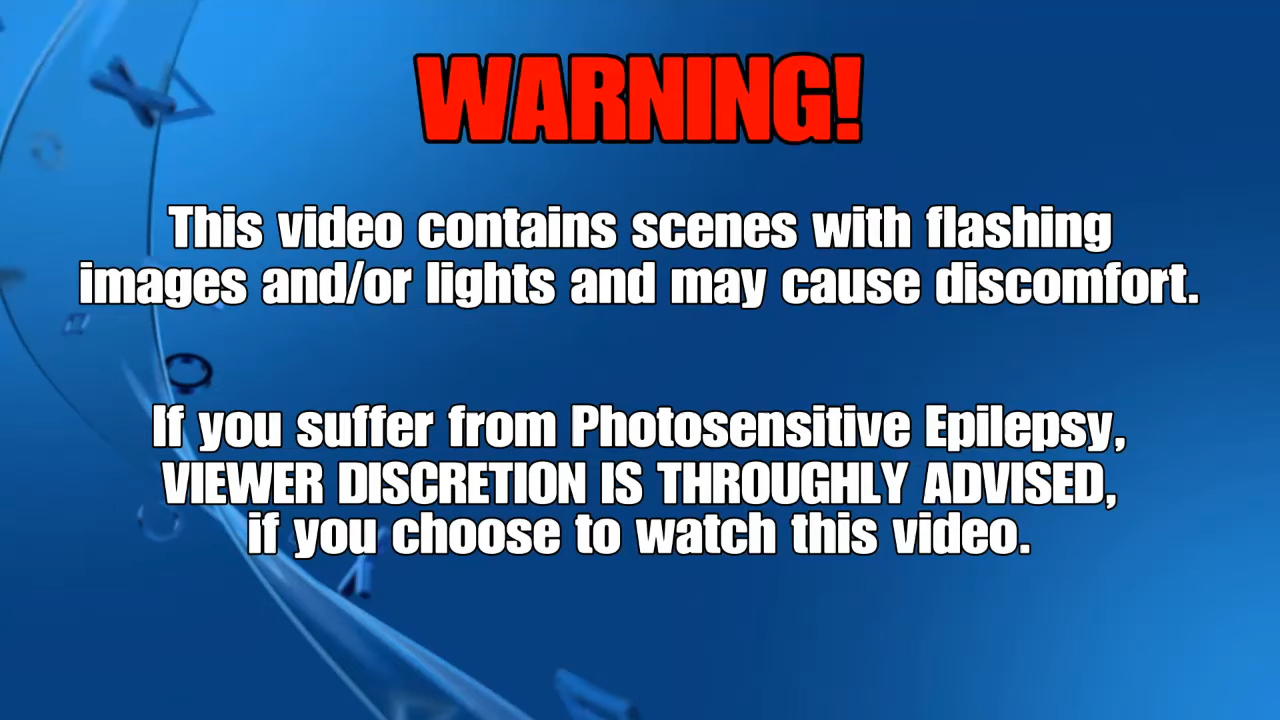 WARNING!
This video contains scenes with flashing
images and/or lights and may cause discomfort.
If you suffer from Photosensitive Epilepsy,
VIEWER DISCRETION IS THROUGHLY ADVISED,
if you choose to watch this video.